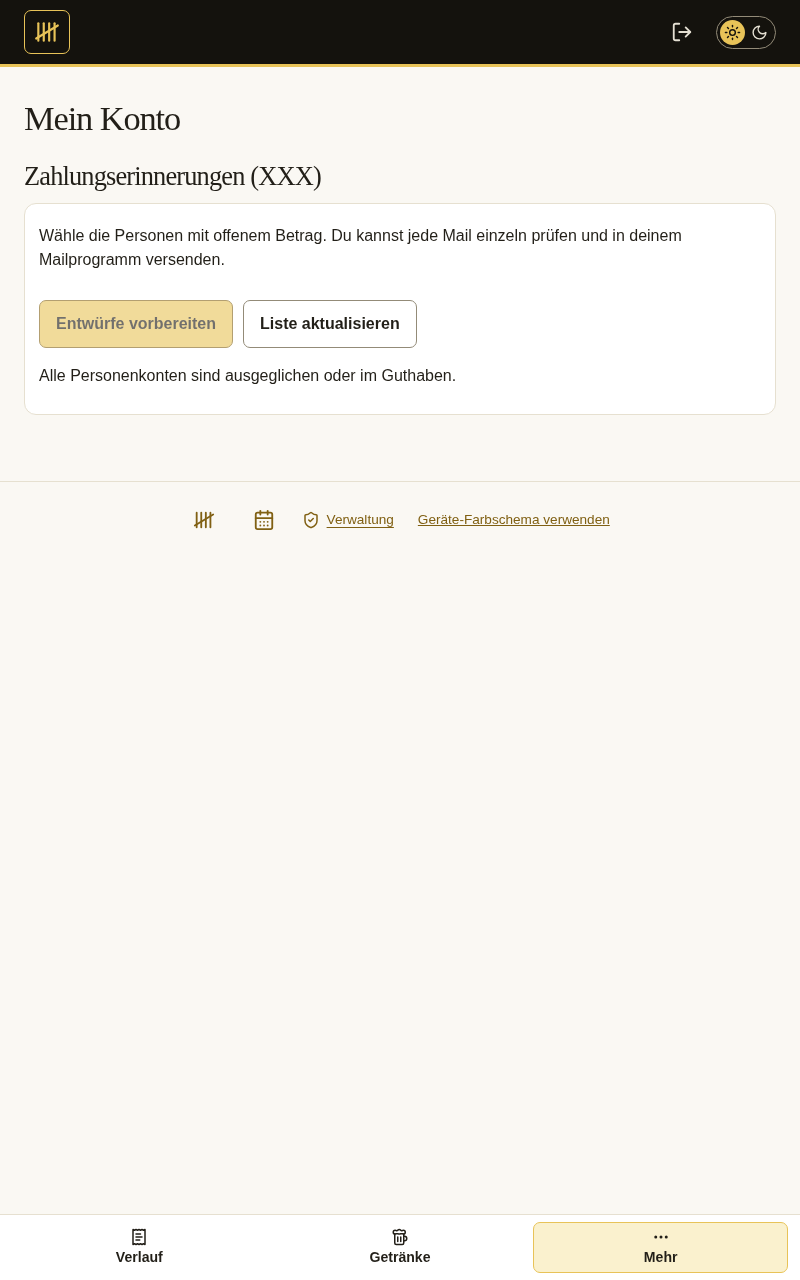 Mein Konto
Zahlungserinnerungen (XXX)
Wähle die Personen mit offenem Betrag. Du kannst jede Mail einzeln prüfen und in deinem
Mailprogramm versenden.
Entwürfe vorbereiten
Liste aktualisieren
Alle Personenkonten sind ausgeglichen oder im Guthaben.
Verwaltung
Geräte-Farbschema verwenden
Verlauf
Getränke
Mehr